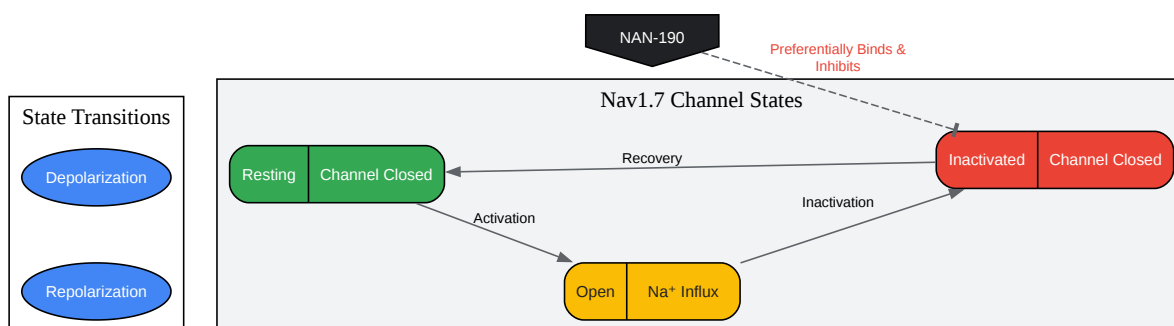 NAN-190
Preferentially Binds &
Inhibits
State Transitions
Depolarization
Repolarization
Nav1.7 Channel States
Resting
Channel Closed
Recovery
Inactivated
Channel Closed
Activation
Inactivation
Open
Na⁺ Influx